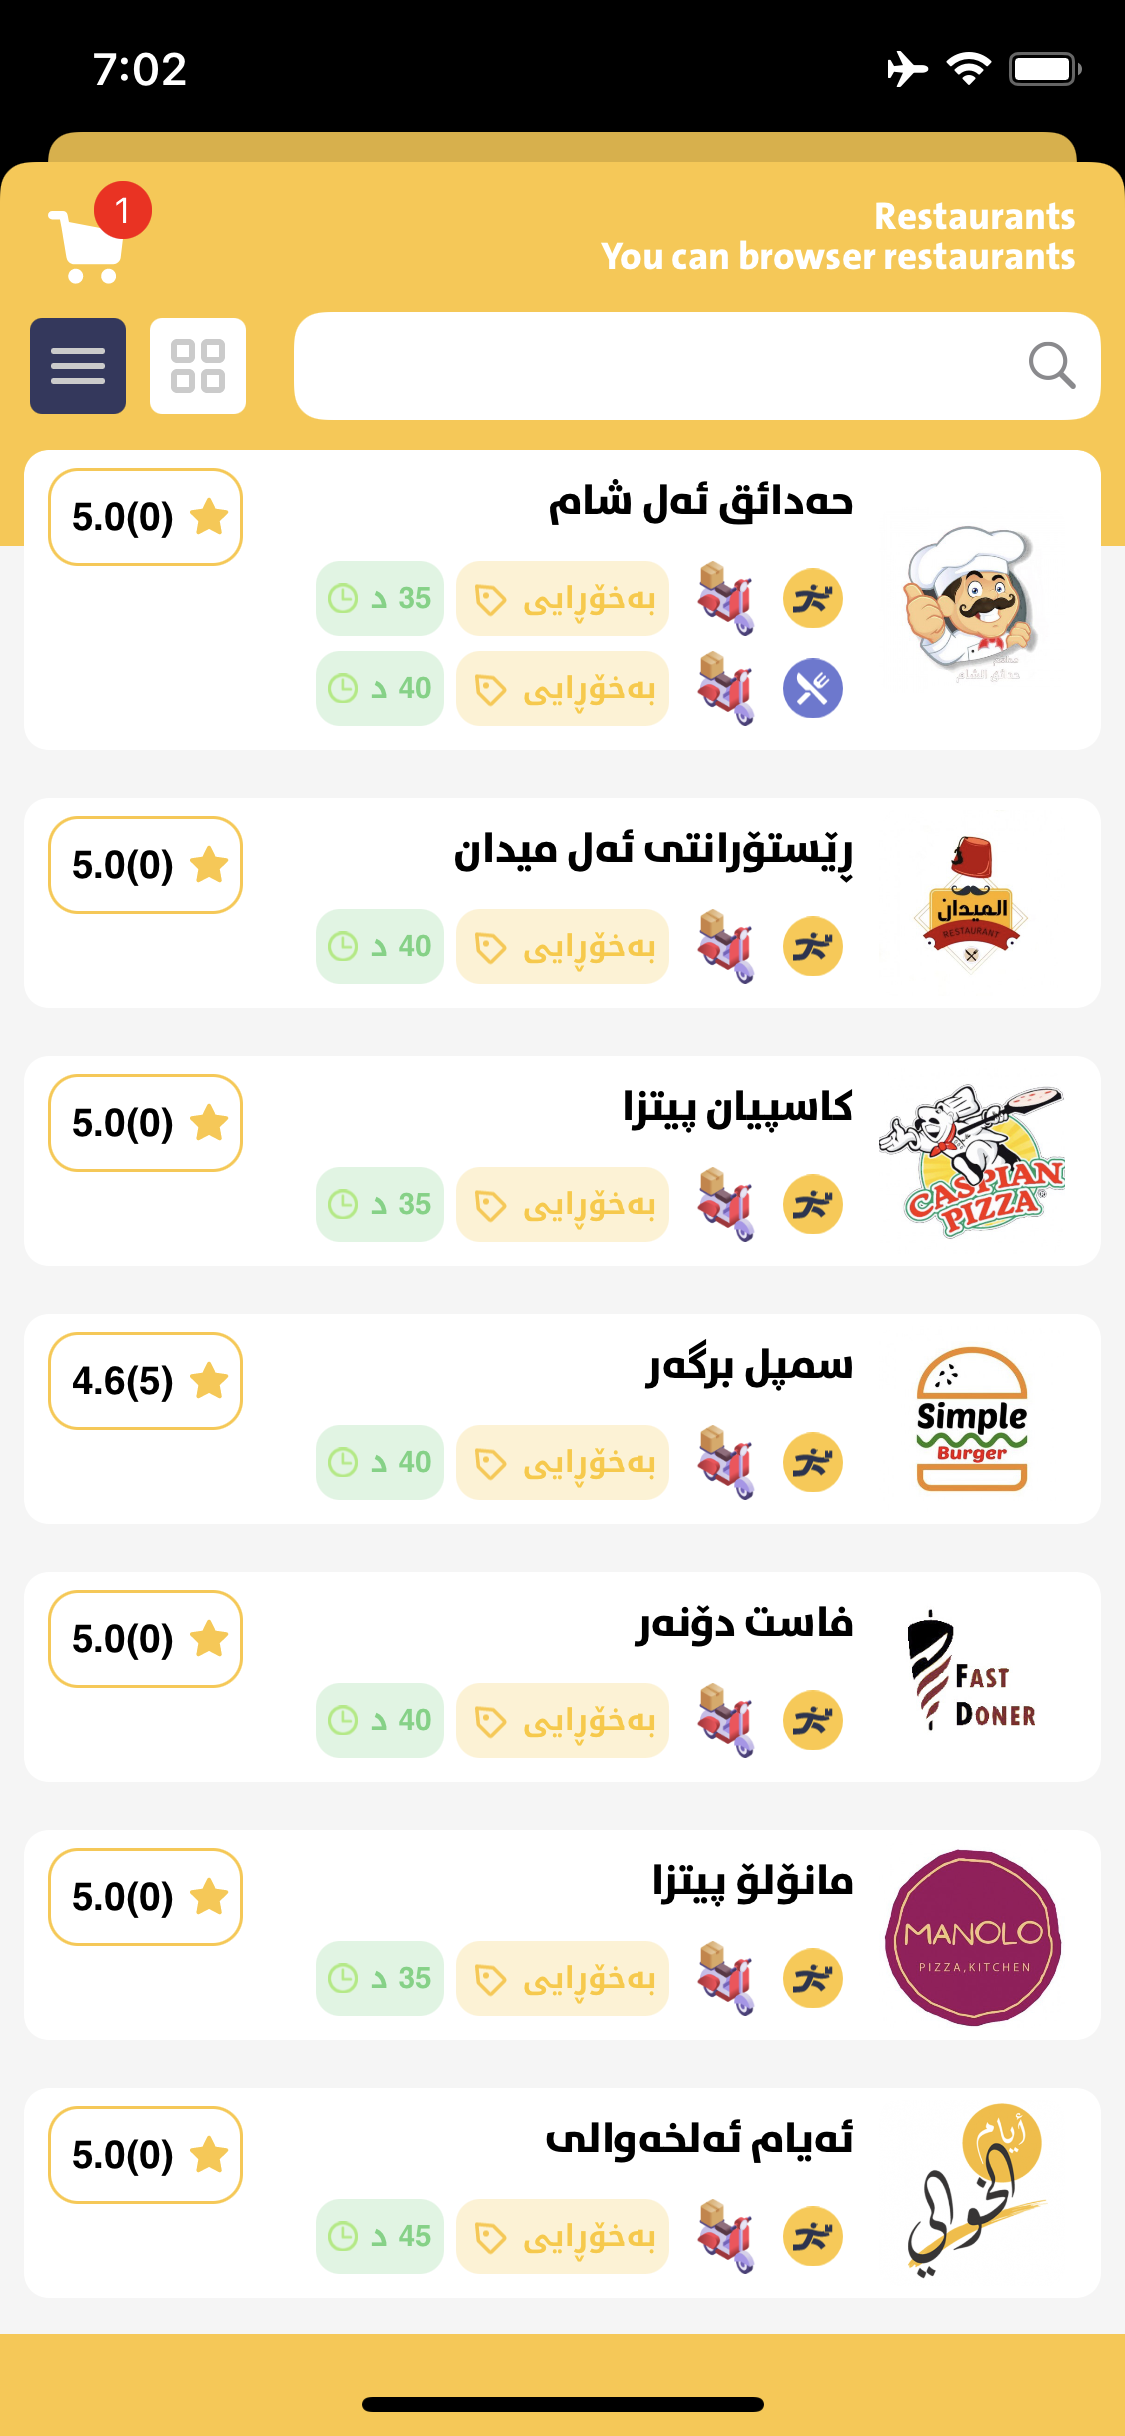 7:02
1
Restaurants
You can browser restaurants
حەدائق ئەل شام
5.0(0)
بەخۆڕایی
35 د
بەخۆڕایی
40 د
مطعم
حدائق الشام
ڕێستۆرانتی ئەل میدان
5.0(0)
بەخۆڕایی
40 د
الميدان
RESTAURANT
کاسپیان پیتزا
5.0(0)
بەخۆڕایی
35 د
CASPIAN
PIZZA®
سمپل برگەر
4.6(5)
بەخۆڕایی
40 د
Simple
Burger
فاست دۆنەر
5.0(0)
بەخۆڕایی
40 د
FAST
DONER
مانۆلۆ پیتزا
5.0(0)
بەخۆڕایی
35 د
MANOLO
PIZZA,KITCHEN
ئەیام ئەلخەوالی
5.0(0)
بەخۆڕایی
45 د
أيام
الخوالي